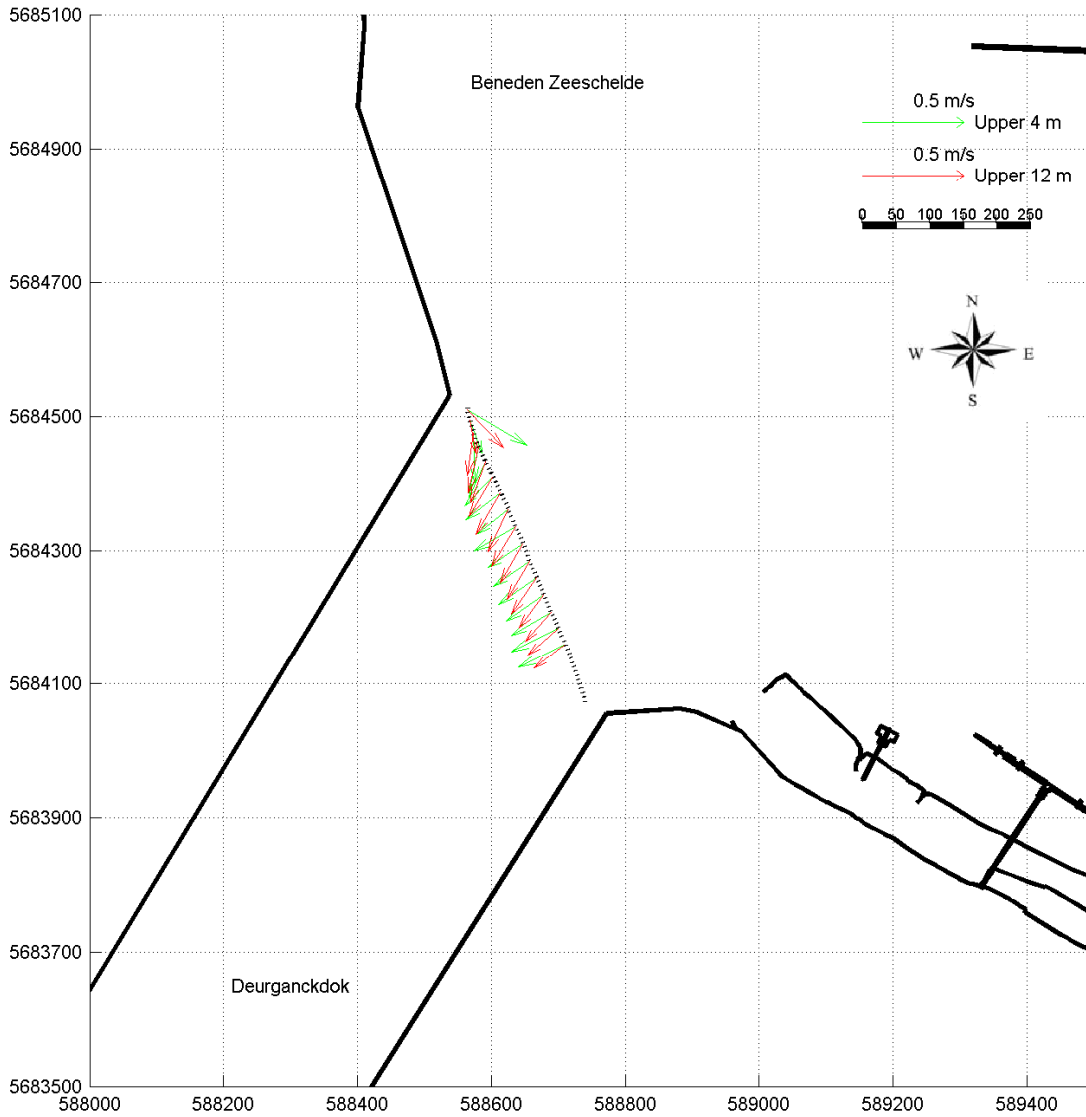 5685100
Beneden Zeeschelde
0.5 m/s
Upper 4 m
5684900
0.5 m/s
Upper 12 m
0 50 100 150 200 250
5684700
N
W E
S
5684500
5684300
5684100
5683900
5683700
Deurganckdok
5683500
588000 588200 588400 588600 588800 589000 589200 589400